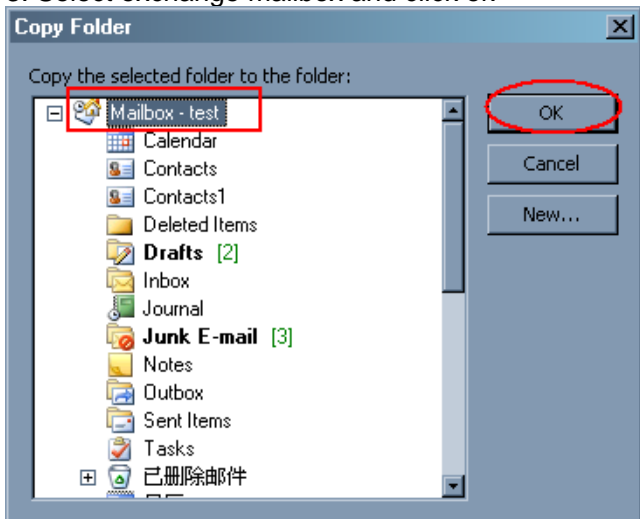 Copy Folder
Copy the selected folder to the folder:
Mailbox - test
Calendar
Contacts
Contacts1
Deleted Items
Drafts [2]
Inbox
Journal
Junk E-mail [3]
Notes
Outbox
Sent Items
Tasks
已删除邮件
OK
Cancel
New...